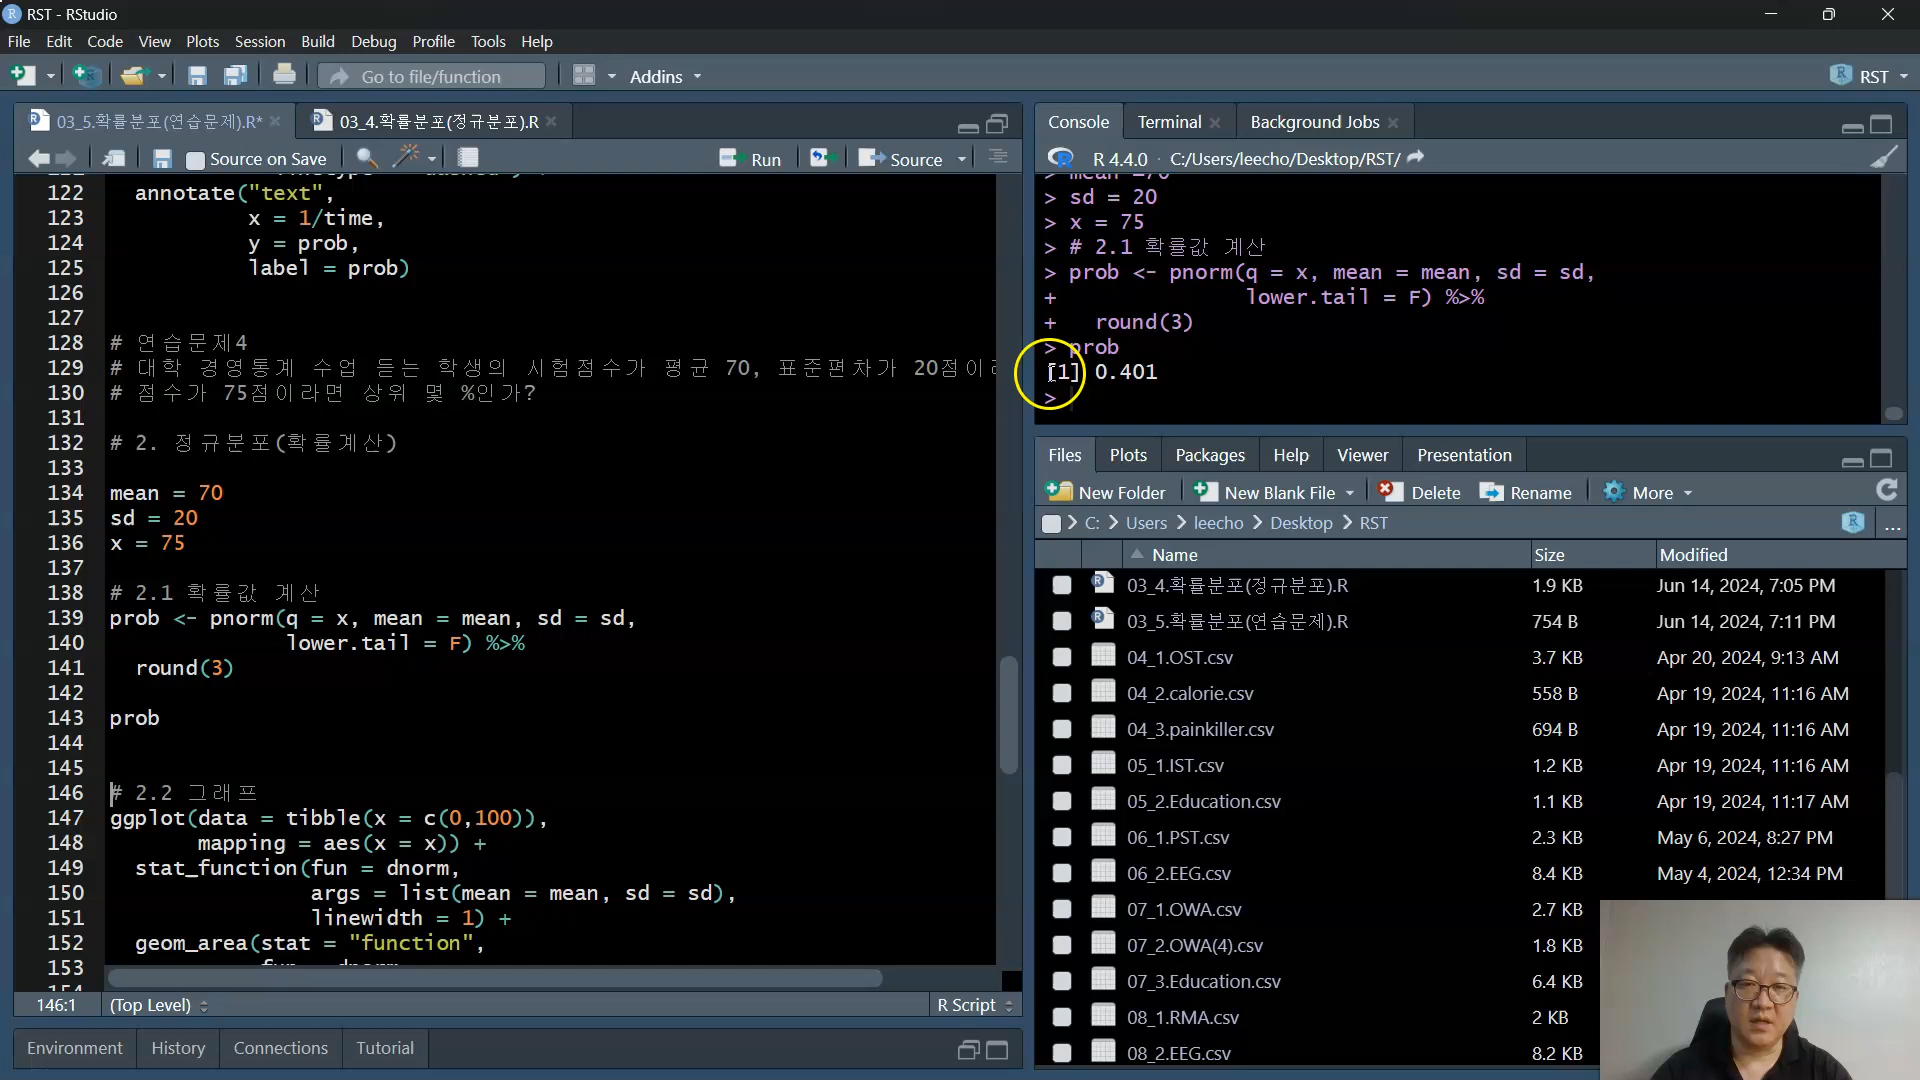 RST - RStudio
File Edit Code View Plots Session Build Debug Profile Tools Help
Go to file/function Addins RST
03_5.확률분포(연습문제).R* 03_4.확률분포(정규분포).R
Source on Save Run Source
122 annotate("text",
123 x = 1/time,
124 y = prob,
125 label = prob)
126
127
128 # 연습문제4
129 # 대학 경영통계 수업 듣는 학생의 시험점수가 평균 70, 표준편차가 20점이
130 # 점수가 75점이라면 상위 몇 %인가?
131
132 # 2. 정규분포(확률계산)
133
134 mean = 70
135 sd = 20
136 x = 75
137
138 # 2.1 확률값 계산
139 prob <- pnorm(q = x, mean = mean, sd = sd,
140 lower.tail = F) %>%
141 round(3)
142
143 prob
144
145
146 # 2.2 그래프
147 ggplot(data = tibble(x = c(0,100)),
148 mapping = aes(x = x)) +
149 stat_function(fun = dnorm,
150 args = list(mean = mean, sd = sd),
151 linewidth = 1) +
152 geom_area(stat = "function",
153
146:1 (Top Level) R Script
Environment History Connections Tutorial
Console Terminal Background Jobs
R 4.4.0 · C:/Users/leecho/Desktop/RST/
> mean =70
> sd = 20
> x = 75
> # 2.1 확률값 계산
> prob <- pnorm(q = x, mean = mean, sd = sd,
+ lower.tail = F) %>%
+ round(3)
> prob
[1] 0.401
>
Files Plots Packages Help Viewer Presentation
New Folder New Blank File Delete Rename More
C: Users leecho Desktop RST ...
Name Size Modified
03_4.확률분포(정규분포).R 1.9 KB Jun 14, 2024, 7:05 PM
03_5.확률분포(연습문제).R 754 B Jun 14, 2024, 7:11 PM
04_1.OST.csv 3.7 KB Apr 20, 2024, 9:13 AM
04_2.calorie.csv 558 B Apr 19, 2024, 11:16 AM
04_3.painkiller.csv 694 B Apr 19, 2024, 11:16 AM
05_1.IST.csv 1.2 KB Apr 19, 2024, 11:16 AM
05_2.Education.csv 1.1 KB Apr 19, 2024, 11:17 AM
06_1.PST.csv 2.3 KB May 6, 2024, 8:27 PM
06_2.EEG.csv 8.4 KB May 4, 2024, 12:34 PM
07_1.OWA.csv 2.7 KB
07_2.OWA(4).csv 1.8 KB
07_3.Education.csv 6.4 KB
08_1.RMA.csv 2 KB
08_2.EEG.csv 8.2 KB